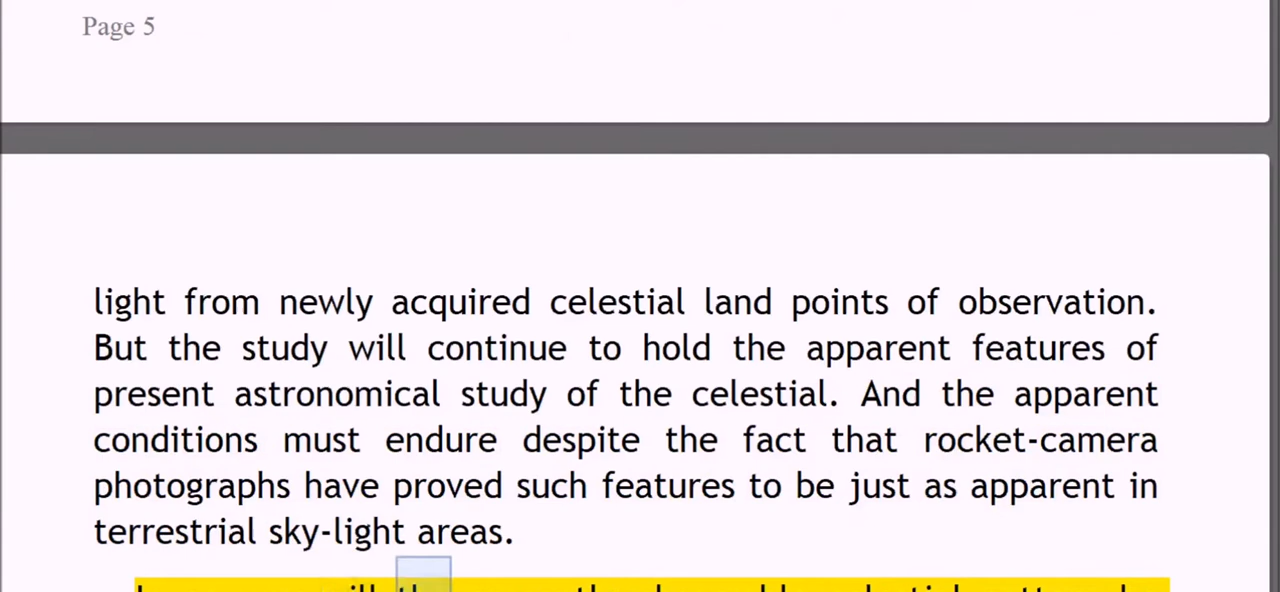 Page 5
light from newly acquired celestial land points of observation.
But the study will continue to hold the apparent features of
present astronomical study of the celestial. And the apparent
conditions must endure despite the fact that rocket-camera
photographs have proved such features to be just as apparent in
terrestrial sky-light areas.